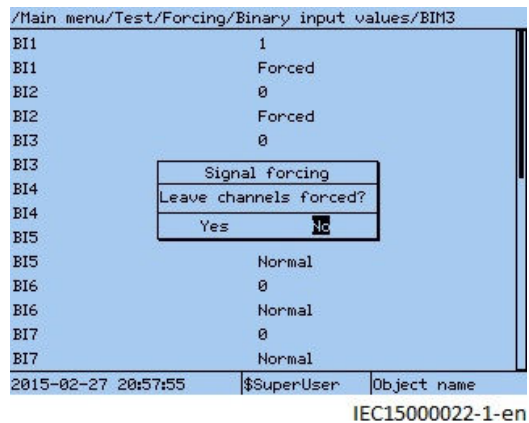 /Main menu/Test/Forcing/Binary input values/BIM3
BI1 1
BI1 Forced
BI2 0
BI2 Forced
BI3 0
BI3
Signal forcing
BI4
Leave channels forced?
BI4
Yes No
BI5
BI5 Normal
BI6 0
BI6 Normal
BI7 0
BI7 Normal
2015-02-27 20:57:55 $SuperUser Object name
IEC15000022-1-en